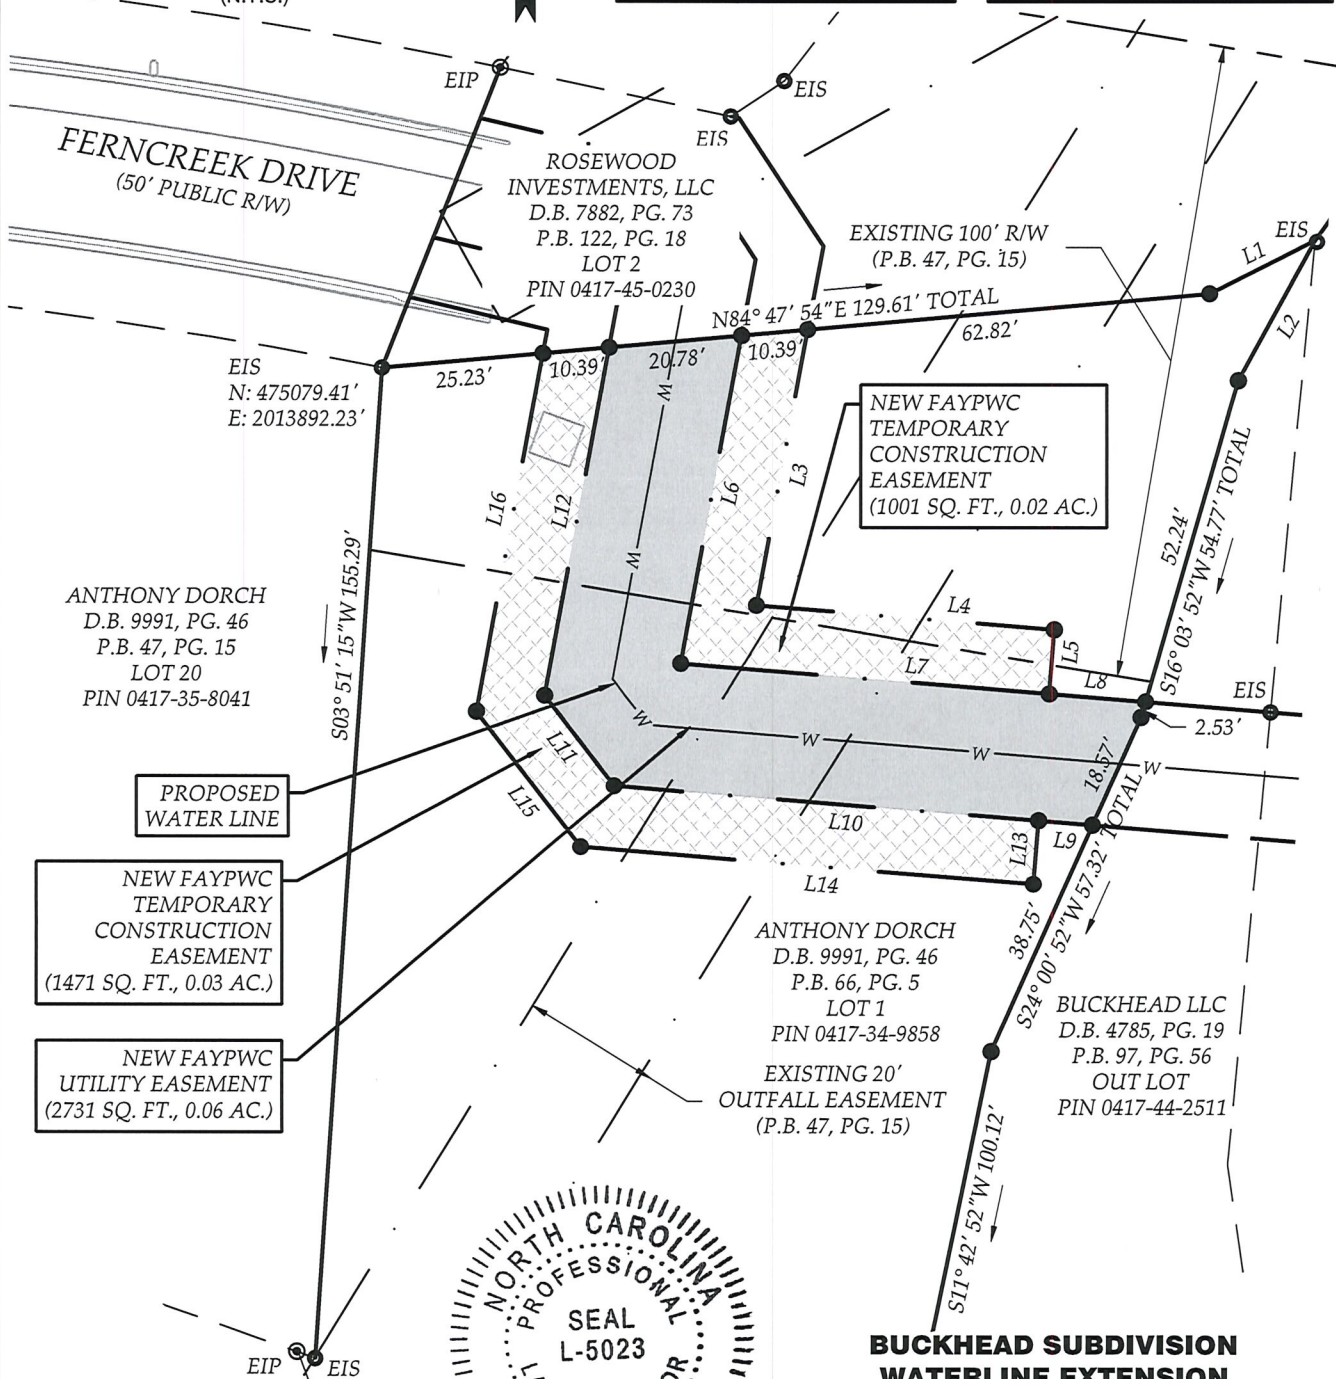 (N.T.S.)
EIP
EIS
EIS
FERNCREEK DRIVE
(50' PUBLIC R/W)
ROSEWOOD
INVESTMENTS, LLC
D.B. 7882, PG. 73
P.B. 122, PG. 18
LOT 2
PIN 0417-45-0230
EXISTING 100' R/W
(P.B. 47, PG. 15)
EIS
L1
L2
N84° 47' 54"E 129.61' TOTAL
62.82'
EIS
N: 475079.41'
E: 2013892.23'
25.23'
10.39'
20.78'
10.39'
W
NEW FAYPWC
TEMPORARY
CONSTRUCTION
EASEMENT
(1001 SQ. FT., 0.02 AC.)
L16
L12
L6
L3
W
S03° 51' 15"W 155.29'
52.24'
S16° 03' 52"W 54.77' TOTAL
ANTHONY DORCH
D.B. 9991, PG. 46
P.B. 47, PG. 15
LOT 20
PIN 0417-35-8041
L4
L5
L7
L8
EIS
2.53'
W
W
W
W
18.57'
L11
L15
L10
L13
L9
L14
PROPOSED
WATER LINE
NEW FAYPWC
TEMPORARY
CONSTRUCTION
EASEMENT
(1471 SQ. FT., 0.03 AC.)
NEW FAYPWC
UTILITY EASEMENT
(2731 SQ. FT., 0.06 AC.)
38.75'
S24° 00' 52"W 57.32' TOTAL
ANTHONY DORCH
D.B. 9991, PG. 46
P.B. 66, PG. 5
LOT 1
PIN 0417-34-9858
EXISTING 20'
OUTFALL EASEMENT
(P.B. 47, PG. 15)
BUCKHEAD LLC
D.B. 4785, PG. 19
P.B. 97, PG. 56
OUT LOT
PIN 0417-44-2511
S11° 42' 52"W 100.12'
NORTH CAROLINA
PROFESSIONAL
SEAL
L-5023
EIP
EIS
BUCKHEAD SUBDIVISION
WATERLINE EXTENSION